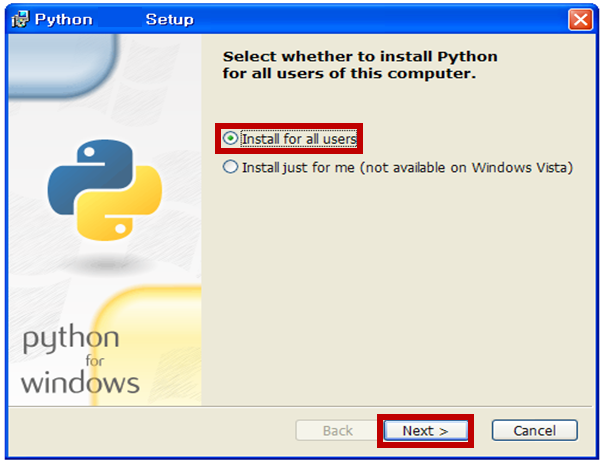 Python Setup
Select whether to install Python
for all users of this computer.
Install for all users
Install just for me (not available on Windows Vista)
python
for
windows
Back
Next >
Cancel